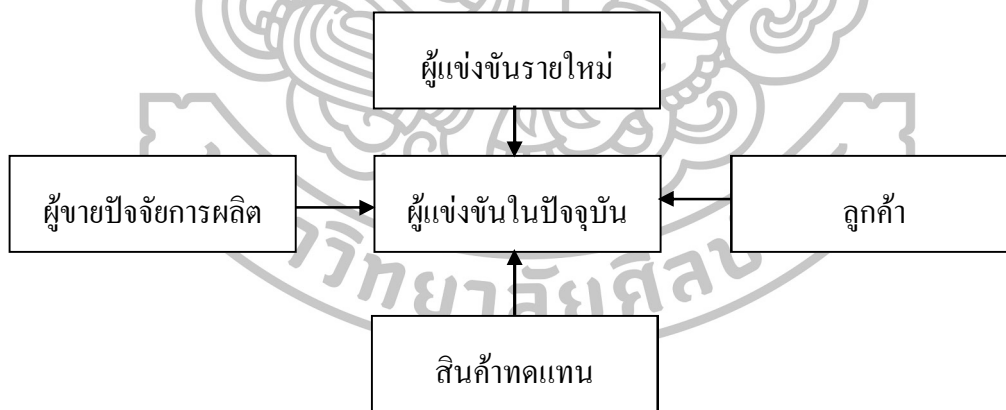 ผู้แข่งขันรายใหม่
ผู้ขายปัจจัยการผลิต
ผู้แข่งขันในปัจจุบัน
ลูกค้า
สินค้าทดแทน